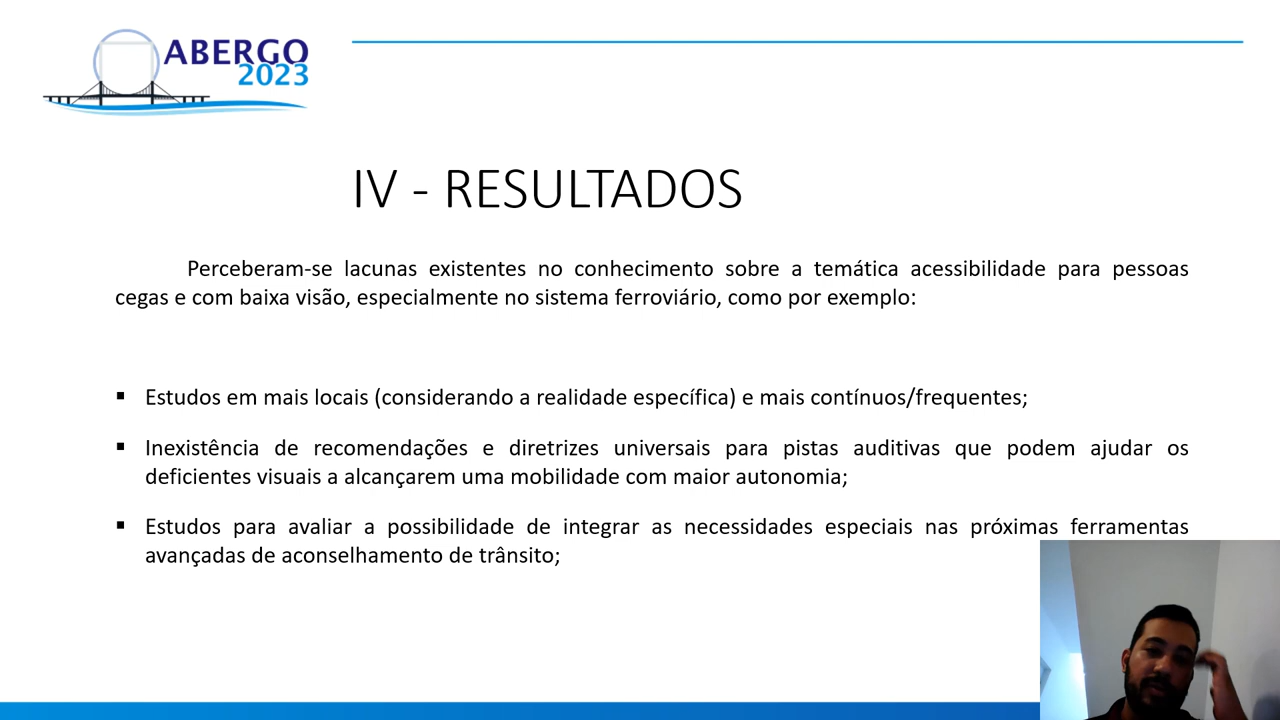 ABERGO
2023
IV - RESULTADOS
Perceberam-se lacunas existentes no conhecimento sobre a temática acessibilidade para pessoas
cegas e com baixa visão, especialmente no sistema ferroviário, como por exemplo:
▪ Estudos em mais locais (considerando a realidade específica) e mais contínuos/frequentes;
▪ Inexistência de recomendações e diretrizes universais para pistas auditivas que podem ajudar os
deficientes visuais a alcançarem uma mobilidade com maior autonomia;
▪ Estudos para avaliar a possibilidade de integrar as necessidades especiais nas próximas ferramentas
avançadas de aconselhamento de trânsito;